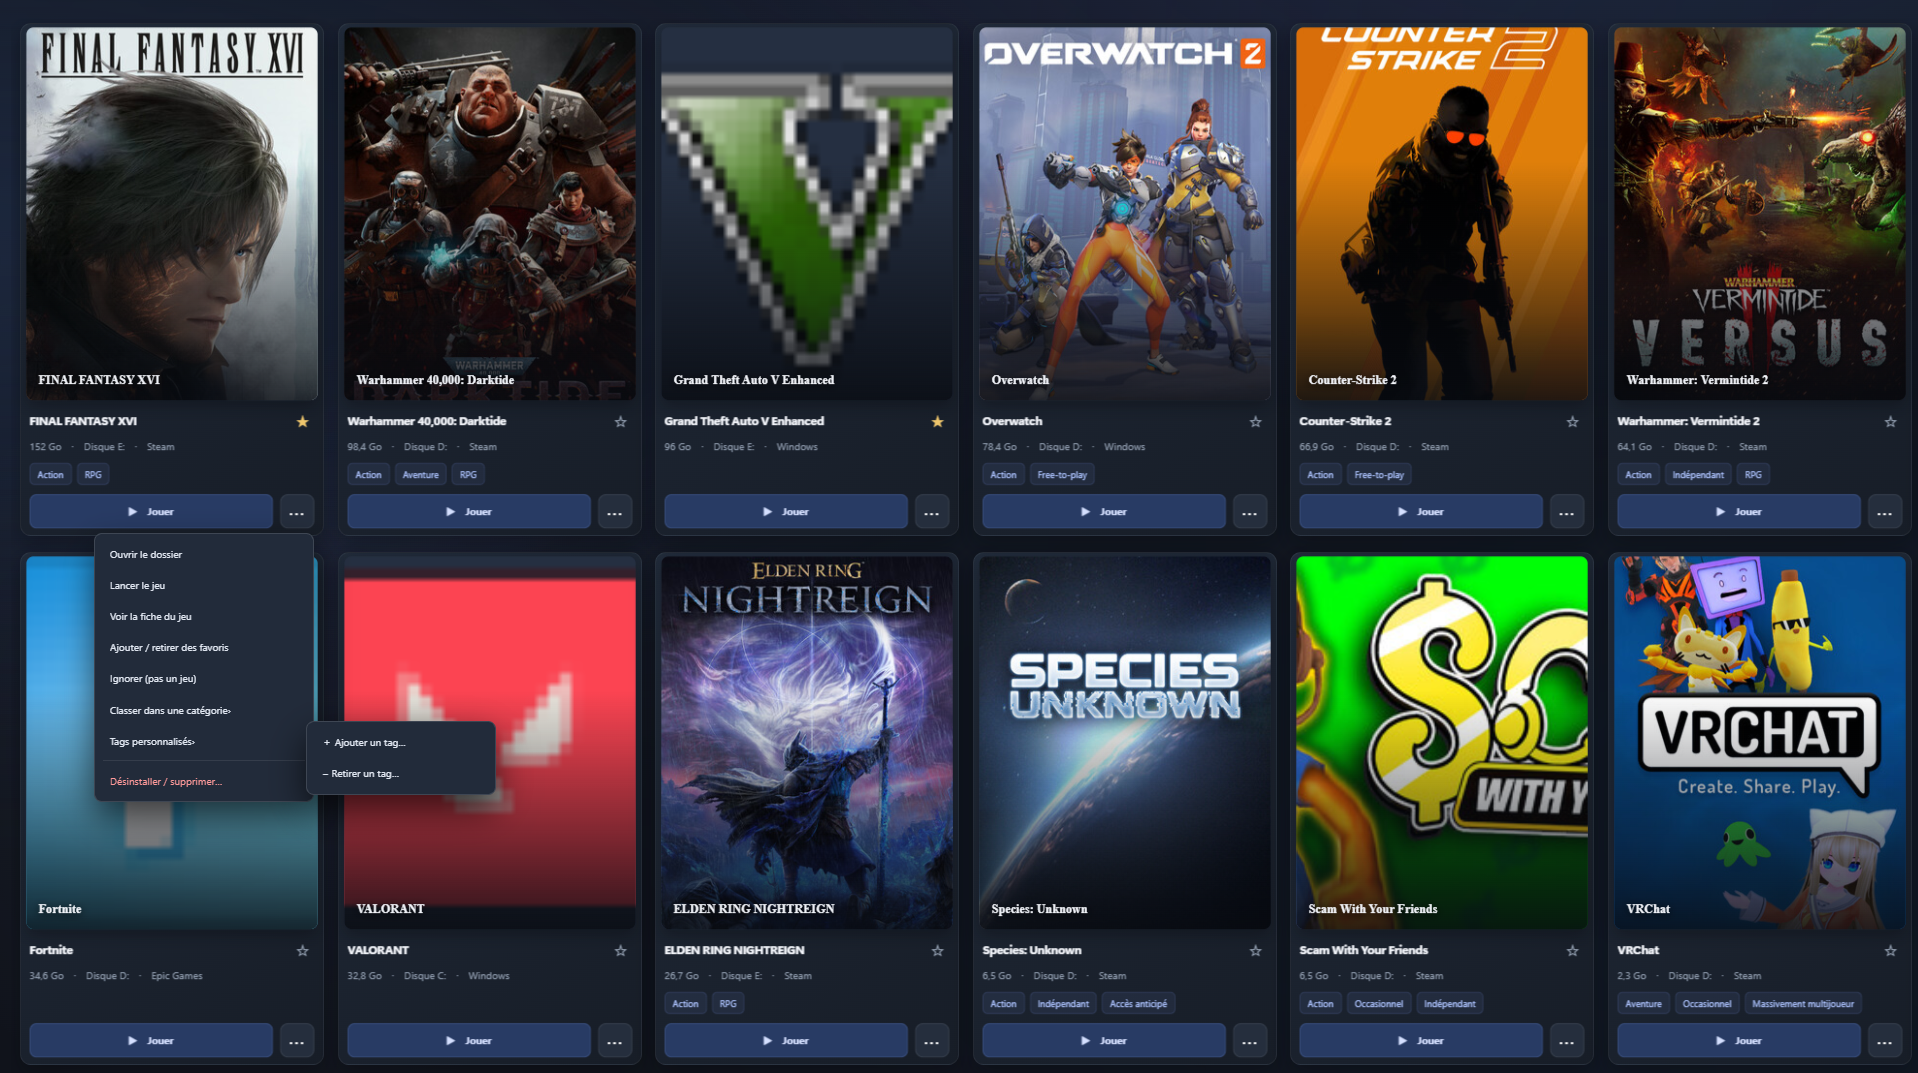 FINAL FANTASY XVI
FINAL FANTASY XVI
FINAL FANTASY XVI
152 Go · Disque E: · Steam
Action RPG
Jouer ...
WARHAMMER
Warhammer 40,000: Darktide
Warhammer 40,000: Darktide
98,4 Go · Disque D: · Steam
Action Aventure RPG
Jouer ...
Grand Theft Auto V Enhanced
Grand Theft Auto V Enhanced
96 Go · Disque E: · Windows
Jouer ...
OVERWATCH 2
Overwatch
Overwatch
78,4 Go · Disque D: · Windows
Action Free-to-play
Jouer ...
COUNTER
STRIKE 2
Counter-Strike 2
Counter-Strike 2
66,9 Go · Disque D: · Steam
Action Free-to-play
Jouer ...
WARHAMMER
VERMINTIDE
VERSUS
Warhammer: Vermintide 2
Warhammer: Vermintide 2
64,1 Go · Disque D: · Steam
Action Indépendant RPG
Jouer ...
Ouvrir le dossier
Lancer le jeu
Voir la fiche du jeu
Ajouter / retirer des favoris
Ignorer (pas un jeu)
Classer dans une catégorie›
Tags personnalisés›
Désinstaller / supprimer...
+ Ajouter un tag...
– Retirer un tag...
Fortnite
Fortnite
34,6 Go · Disque D: · Epic Games
Jouer ...
VALORANT
VALORANT
32,8 Go · Disque C: · Windows
Jouer ...
ELDEN RING
NIGHTREIGN
ELDEN RING NIGHTREIGN
ELDEN RING NIGHTREIGN
26,7 Go · Disque E: · Steam
Action RPG
Jouer ...
SPECIES
UNKNOWN
Species: Unknown
Species: Unknown
6,5 Go · Disque D: · Steam
Action Indépendant Accès anticipé
Jouer ...
SC
WITH Y
Scam With Your Friends
Scam With Your Friends
6,5 Go · Disque D: · Steam
Action Occasionnel Indépendant
Jouer ...
VRCHAT
Create. Share. Play.
VRChat
VRChat
2,3 Go · Disque D: · Steam
Aventure Occasionnel Massivement multijoueur
Jouer ...